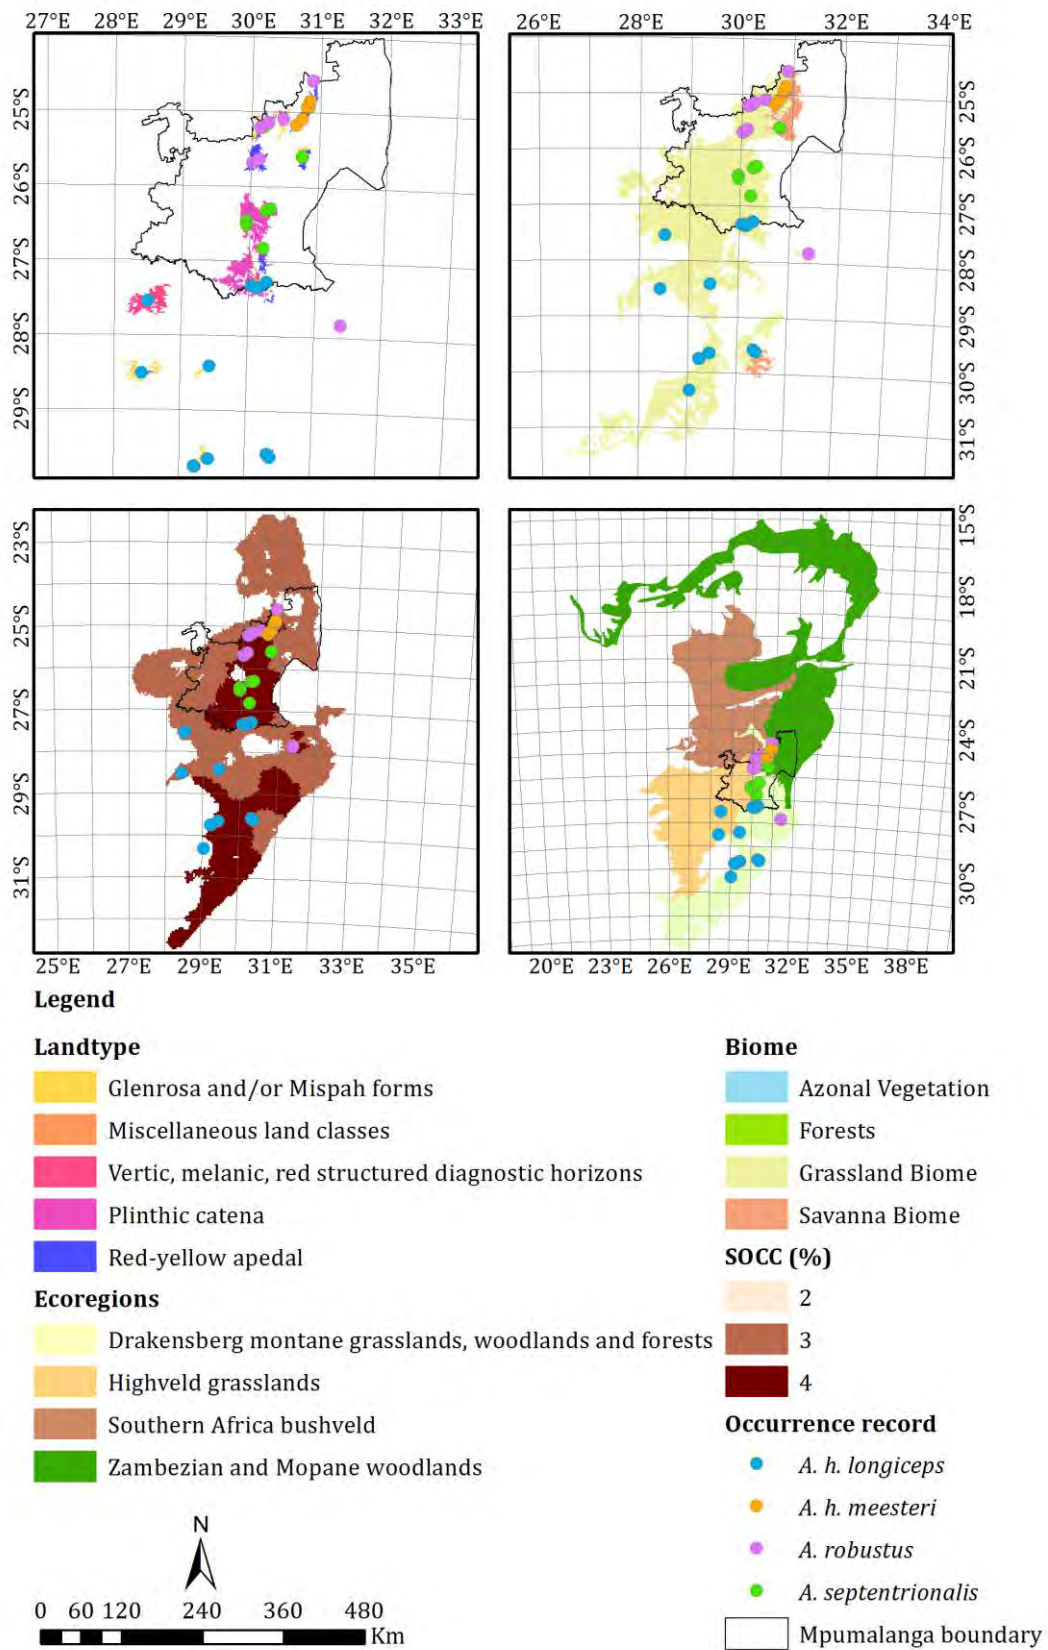 27°E 28°E 29°E 30°E 31°E 32°E 33°E
25°S
26°S
27°S
28°S
29°S
26°E 28°E 30°E 32°E 34°E
25°S
26°S
27°S
28°S
29°S
30°S
31°S
23°S
25°S
27°S
29°S
31°S
25°E 27°E 29°E 31°E 33°E 35°E
15°S
18°S
21°S
24°S
27°S
30°S
20°E 23°E 26°E 29°E 32°E 35°E 38°E
Legend
Landtype
Glenrosa and/or Mispah forms
Miscellaneous land classes
Vertic, melanic, red structured diagnostic horizons
Plinthic catena
Red-yellow apedal
Ecoregions
Drakensberg montane grasslands, woodlands and forests
Highveld grasslands
Southern Africa bushveld
Zambezian and Mopane woodlands
Biome
Azonal Vegetation
Forests
Grassland Biome
Savanna Biome
SOCC (%)
2
3
4
Occurrence record
A. h. longiceps
A. h. meesteri
A. robustus
A. septentrionalis
Mpumalanga boundary
N
0 60 120 240 360 480
Km